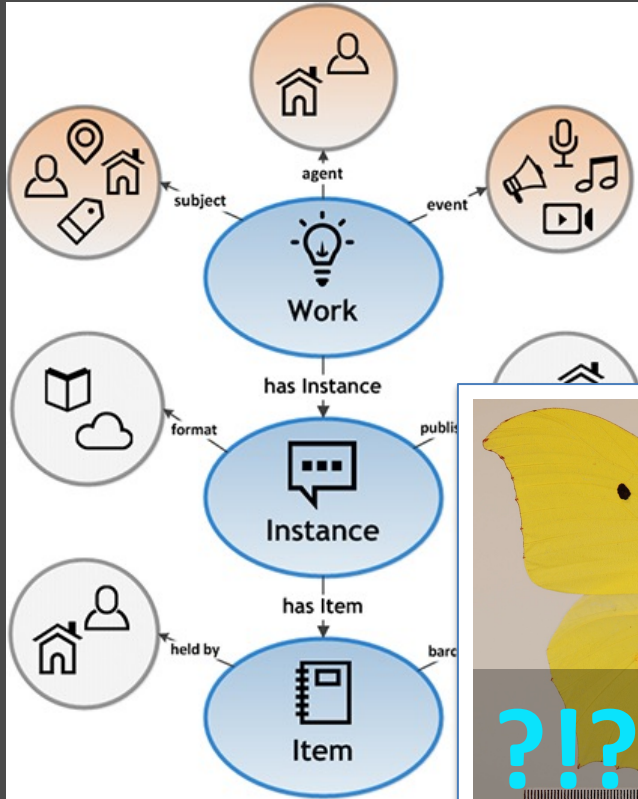 agent
subject
event
Work
has Instance
format
Instance
has Item
held by
Item
?!?